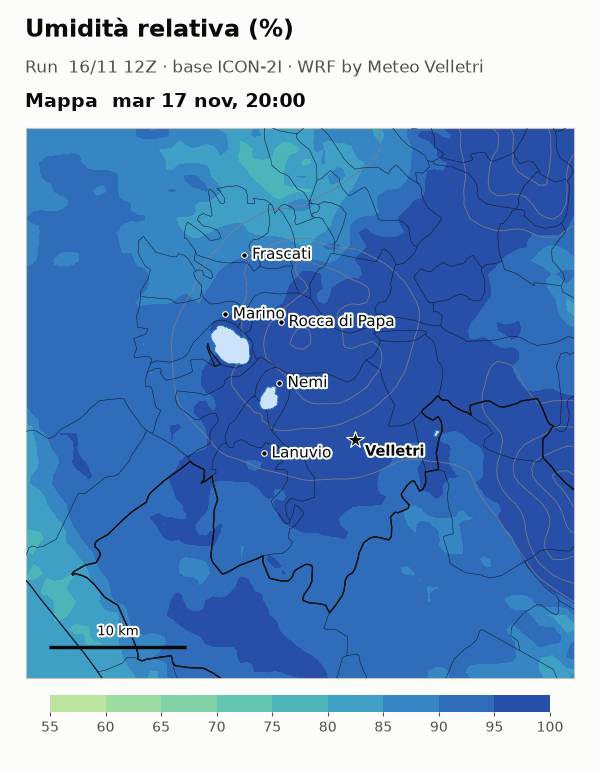 Umidità relativa (%)
Run  16/11 12Z · base ICON-2I · WRF by Meteo Velletri
Mappa  mar 17 nov, 20:00
Frascati
Marino
Rocca di Papa
Nemi
Velletri
Lanuvio
10 km
55 60 65 70 75 80 85 90 95 100